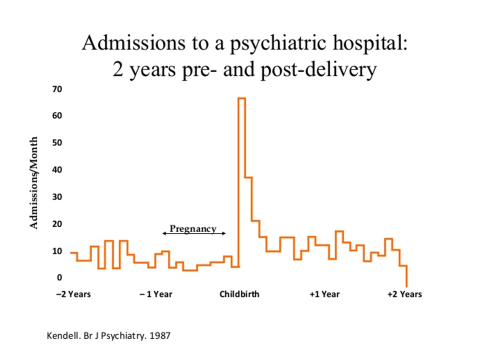 Admissions to a psychiatric hospital:
2 years pre- and post-delivery
70
60
50
40
30
20
10
0
Admissions/Month
Pregnancy
–2 Years
– 1 Year
Childbirth
+1 Year
+2 Years
Kendell. Br J Psychiatry. 1987